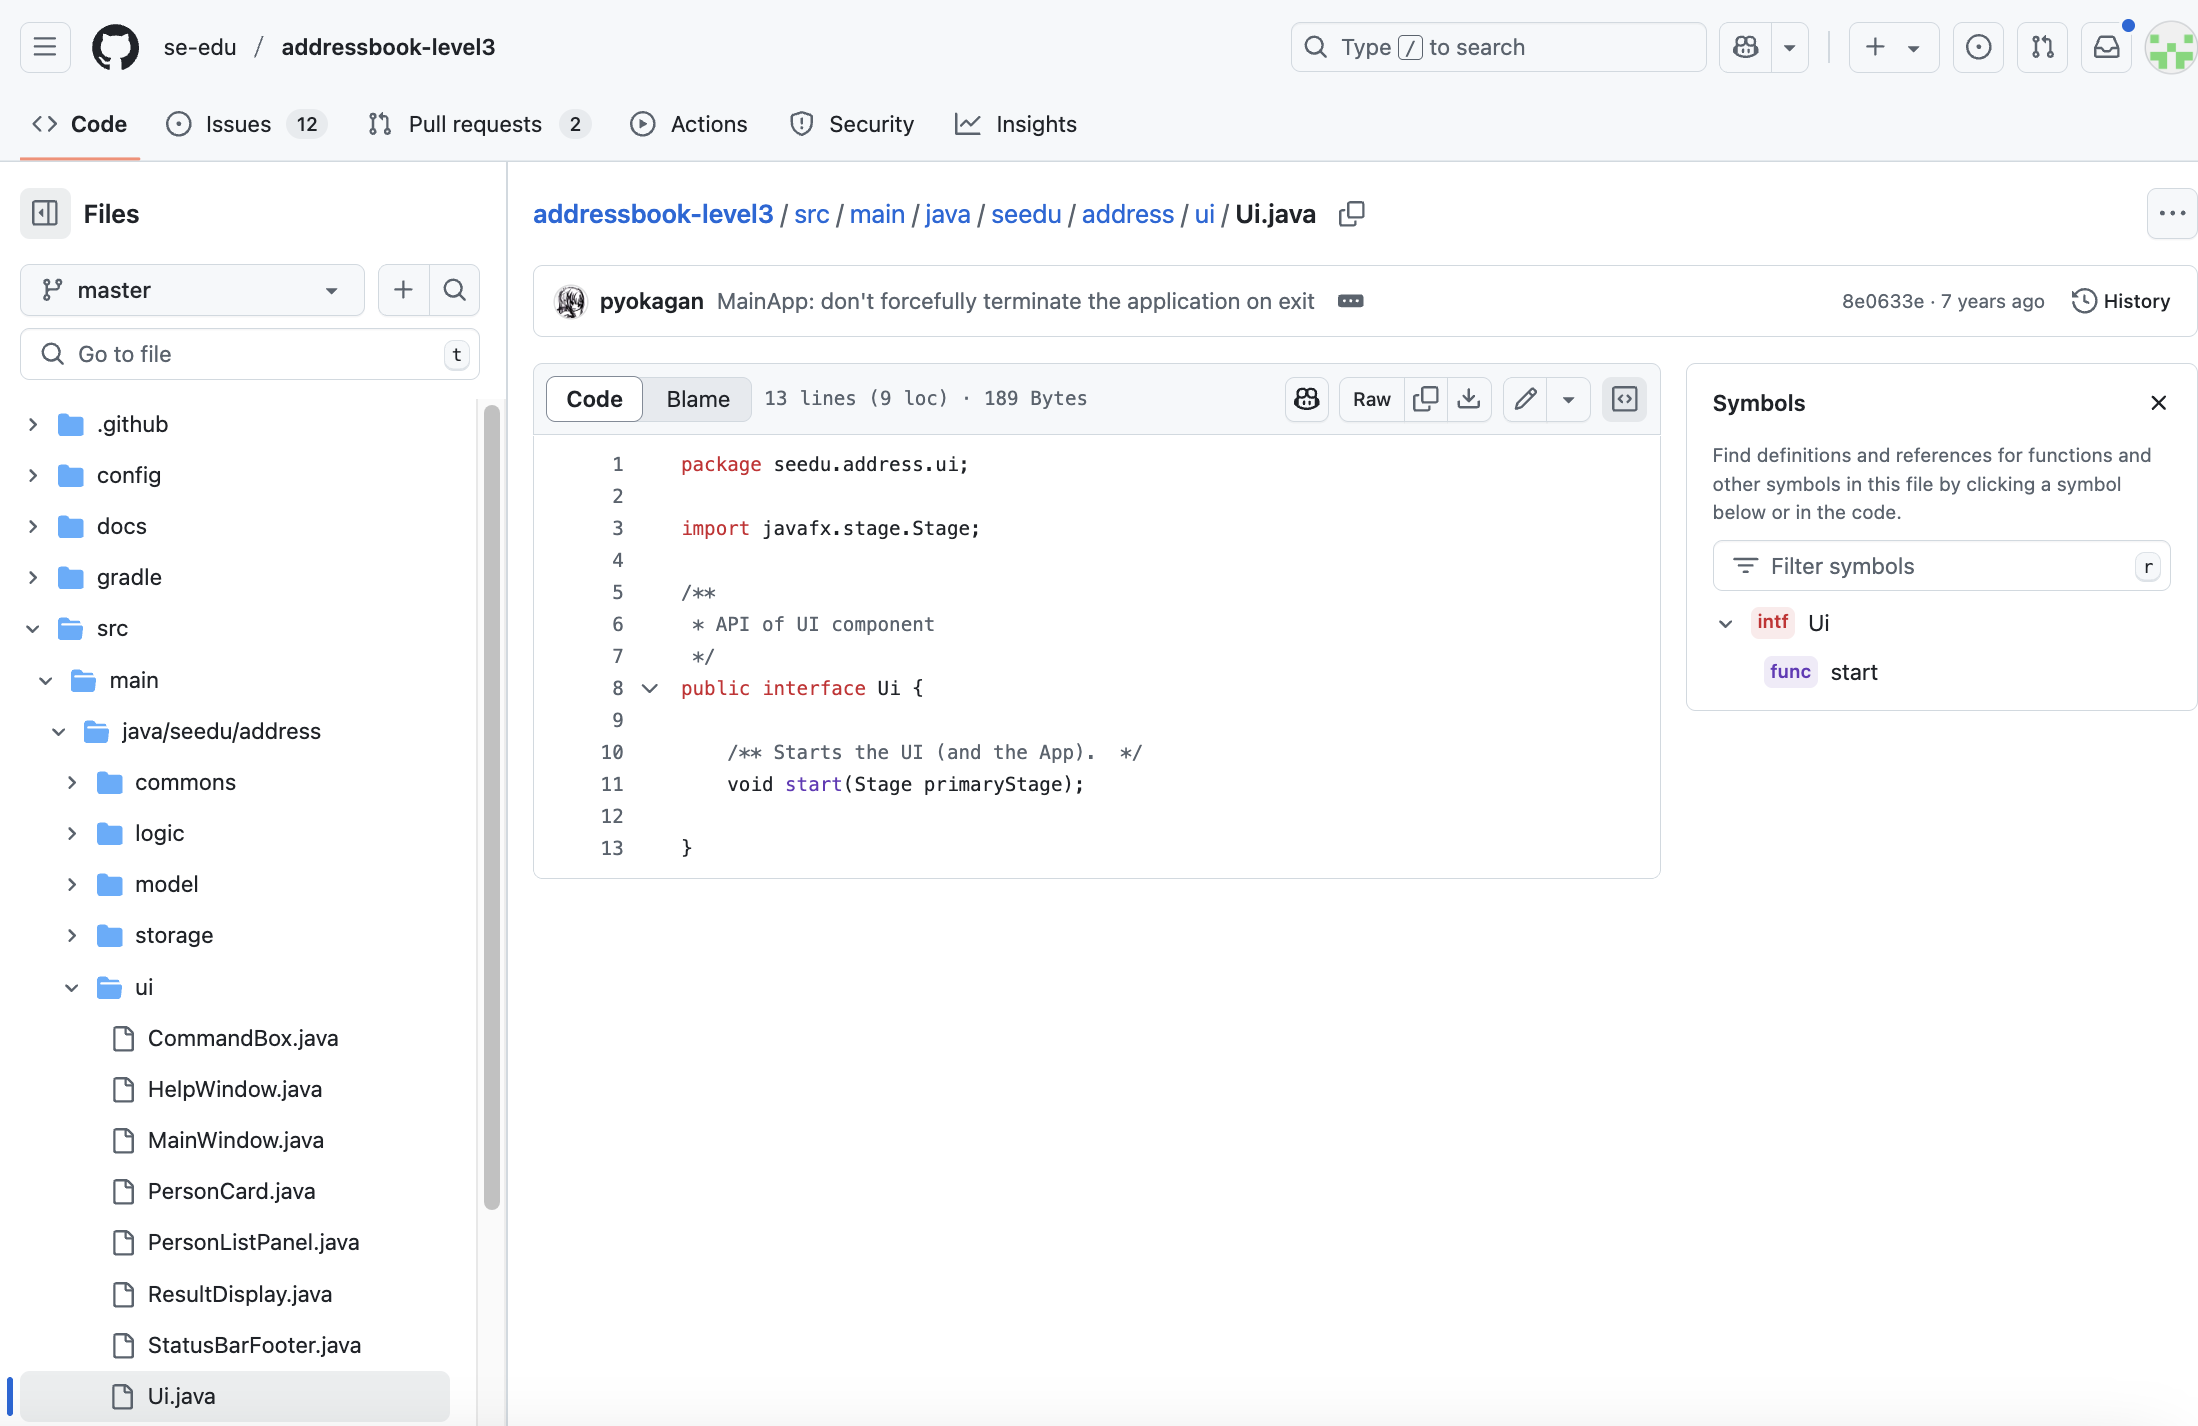 se-edu / addressbook-level3
Type / to search
Code
Issues 12
Pull requests 2
Actions
Security
Insights
Files
master
Go to file
t
.github
config
docs
gradle
src
main
java/seedu/address
commons
logic
model
storage
ui
CommandBox.java
HelpWindow.java
MainWindow.java
PersonCard.java
PersonListPanel.java
ResultDisplay.java
StatusBarFooter.java
Ui.java
addressbook-level3 / src / main / java / seedu / address / ui / Ui.java
pyokagan MainApp: don't forcefully terminate the application on exit
8e0633e · 7 years ago
History
Code
Blame
13 lines (9 loc) · 189 Bytes
Raw
1 package seedu.address.ui;
2
3 import javafx.stage.Stage;
4
5 /**
6  * API of UI component
7  */
8 public interface Ui {
9
10     /** Starts the UI (and the App).  */
11     void start(Stage primaryStage);
12
13 }
Symbols
Find definitions and references for functions and
other symbols in this file by clicking a symbol
below or in the code.
Filter symbols
r
intf Ui
func start